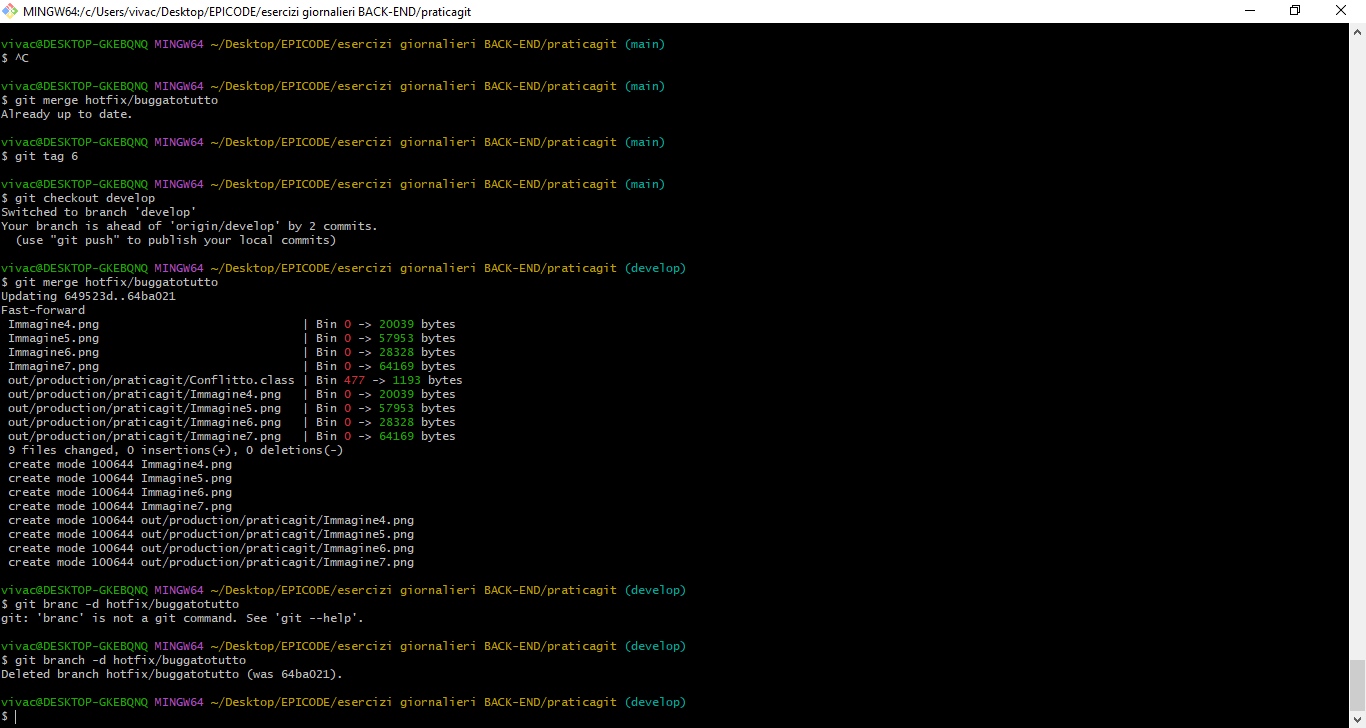 MINGW64:/c/Users/vivac/Desktop/EPICODE/esercizi giornalieri BACK-END/praticagit
vivac@DESKTOP-GKEBQNQ MINGW64 ~/Desktop/EPICODE/esercizi giornalieri BACK-END/praticagit (main)
$ ^C
vivac@DESKTOP-GKEBQNQ MINGW64 ~/Desktop/EPICODE/esercizi giornalieri BACK-END/praticagit (main)
$ git merge hotfix/buggatotutto
Already up to date.
vivac@DESKTOP-GKEBQNQ MINGW64 ~/Desktop/EPICODE/esercizi giornalieri BACK-END/praticagit (main)
$ git tag 6
vivac@DESKTOP-GKEBQNQ MINGW64 ~/Desktop/EPICODE/esercizi giornalieri BACK-END/praticagit (main)
$ git checkout develop
Switched to branch 'develop'
Your branch is ahead of 'origin/develop' by 2 commits.
  (use "git push" to publish your local commits)
vivac@DESKTOP-GKEBQNQ MINGW64 ~/Desktop/EPICODE/esercizi giornalieri BACK-END/praticagit (develop)
$ git merge hotfix/buggatotutto
Updating 649523d..64ba021
Fast-forward
 Immagine4.png                             | Bin 0 -> 20039 bytes
 Immagine5.png                             | Bin 0 -> 57953 bytes
 Immagine6.png                             | Bin 0 -> 28328 bytes
 Immagine7.png                             | Bin 0 -> 64169 bytes
 out/production/praticagit/Conflitto.class | Bin 477 -> 1193 bytes
 out/production/praticagit/Immagine4.png   | Bin 0 -> 20039 bytes
 out/production/praticagit/Immagine5.png   | Bin 0 -> 57953 bytes
 out/production/praticagit/Immagine6.png   | Bin 0 -> 28328 bytes
 out/production/praticagit/Immagine7.png   | Bin 0 -> 64169 bytes
 9 files changed, 0 insertions(+), 0 deletions(-)
 create mode 100644 Immagine4.png
 create mode 100644 Immagine5.png
 create mode 100644 Immagine6.png
 create mode 100644 Immagine7.png
 create mode 100644 out/production/praticagit/Immagine4.png
 create mode 100644 out/production/praticagit/Immagine5.png
 create mode 100644 out/production/praticagit/Immagine6.png
 create mode 100644 out/production/praticagit/Immagine7.png
vivac@DESKTOP-GKEBQNQ MINGW64 ~/Desktop/EPICODE/esercizi giornalieri BACK-END/praticagit (develop)
$ git branc -d hotfix/buggatotutto
git: 'branc' is not a git command. See 'git --help'.
vivac@DESKTOP-GKEBQNQ MINGW64 ~/Desktop/EPICODE/esercizi giornalieri BACK-END/praticagit (develop)
$ git branch -d hotfix/buggatotutto
Deleted branch hotfix/buggatotutto (was 64ba021).
vivac@DESKTOP-GKEBQNQ MINGW64 ~/Desktop/EPICODE/esercizi giornalieri BACK-END/praticagit (develop)
$